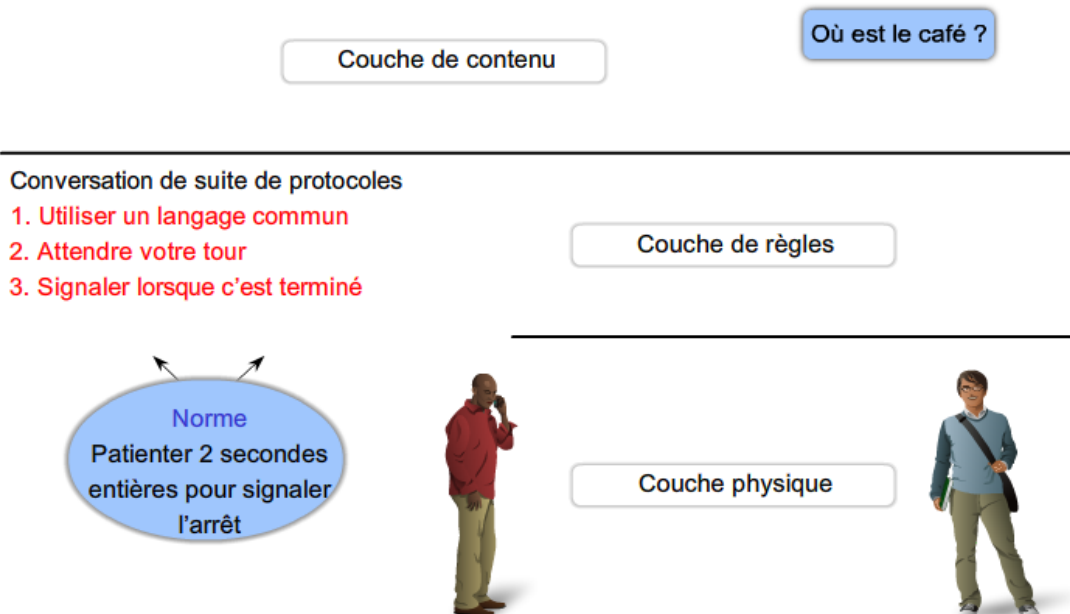 Où est le café ?
Couche de contenu
Conversation de suite de protocoles
1. Utiliser un langage commun
2. Attendre votre tour
3. Signaler lorsque c’est terminé
Couche de règles
Norme
Patienter 2 secondes
entières pour signaler
l’arrêt
Couche physique